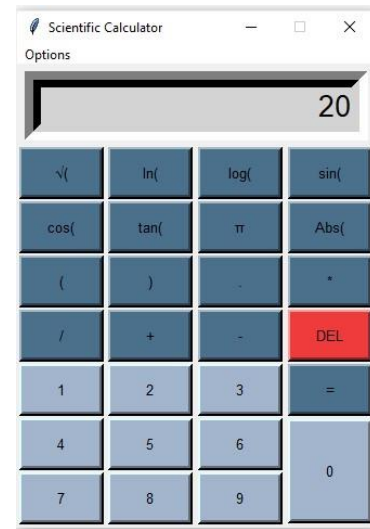 Scientific Calculator
Options
20
√( ln( log( sin(
cos( tan( π Abs(
( ) . *
/ + - DEL
1 2 3 =
4 5 6
0
7 8 9